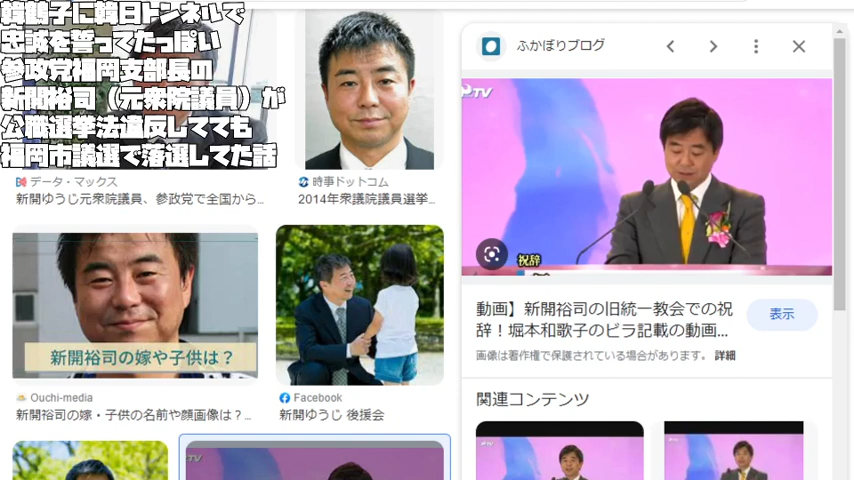 韓鶴子に韓日トンネルで
忠誠を誓ってたっぽい
参政党福岡支部長の
新開裕司（元衆院議員）が
公職選挙法違反してても
福岡市議選で落選してた話
データ・マックス
新開ゆうじ元衆院議員、参政党で全国から...
時事ドットコム
2014年衆議院議員選挙...
新開裕司の嫁や子供は？
Ouchi-media
新開裕司の嫁・子供の名前や顔画像は？...
Facebook
新開ゆうじ 後援会
ふかぼりブログ
TV
祝辞
動画】新開裕司の旧統一教会での祝
辞！堀本和歌子のビラ記載の動画...
表示
画像は著作権で保護されている場合があります。 詳細
関連コンテンツ
TV